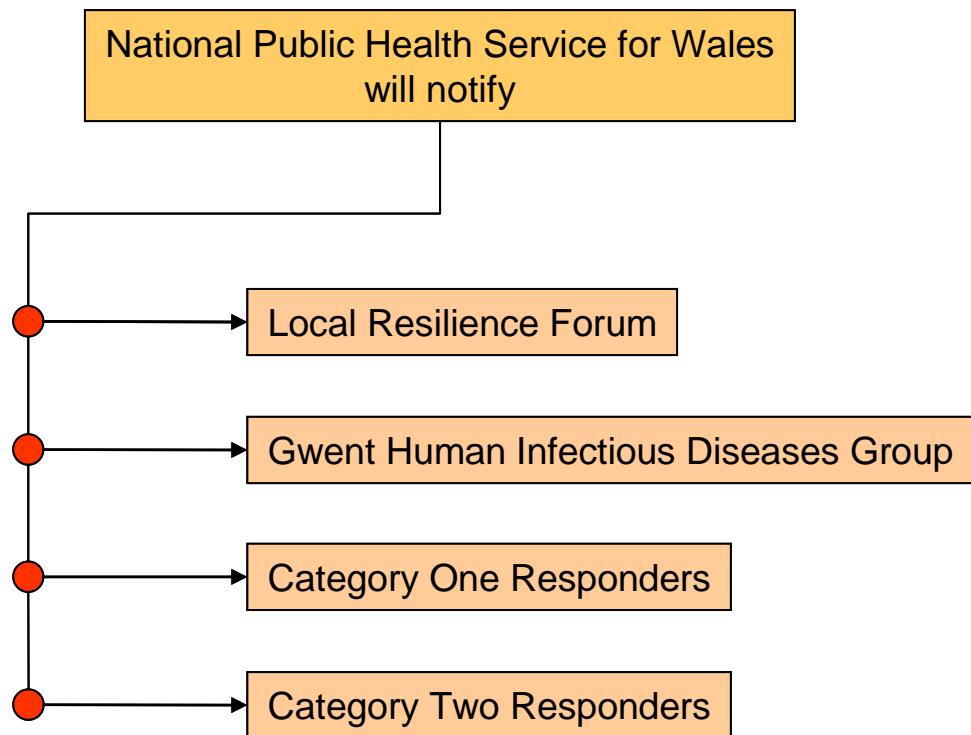 National Public Health Service for Wales
will notify
Local Resilience Forum
Gwent Human Infectious Diseases Group
Category One Responders
Category Two Responders